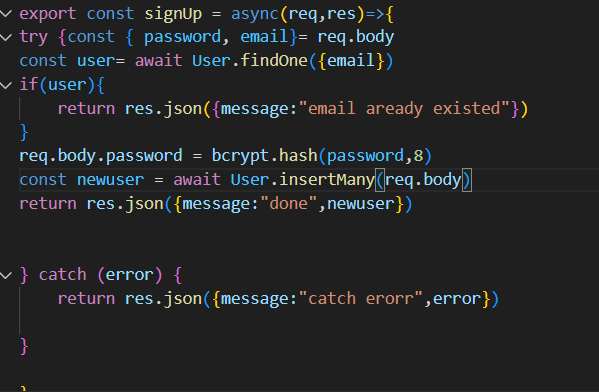 export const signUp = async(req,res)=>{
try {const { password, email}= req.body
const user= await User.findOne({email})
if(user){
return res.json({message:"email aready existed"})
}
req.body.password = bcrypt.hash(password,8)
const newuser = await User.insertMany(req.body)
return res.json({message:"done",newuser})
} catch (error) {
return res.json({message:"catch erorr",error})
}
}